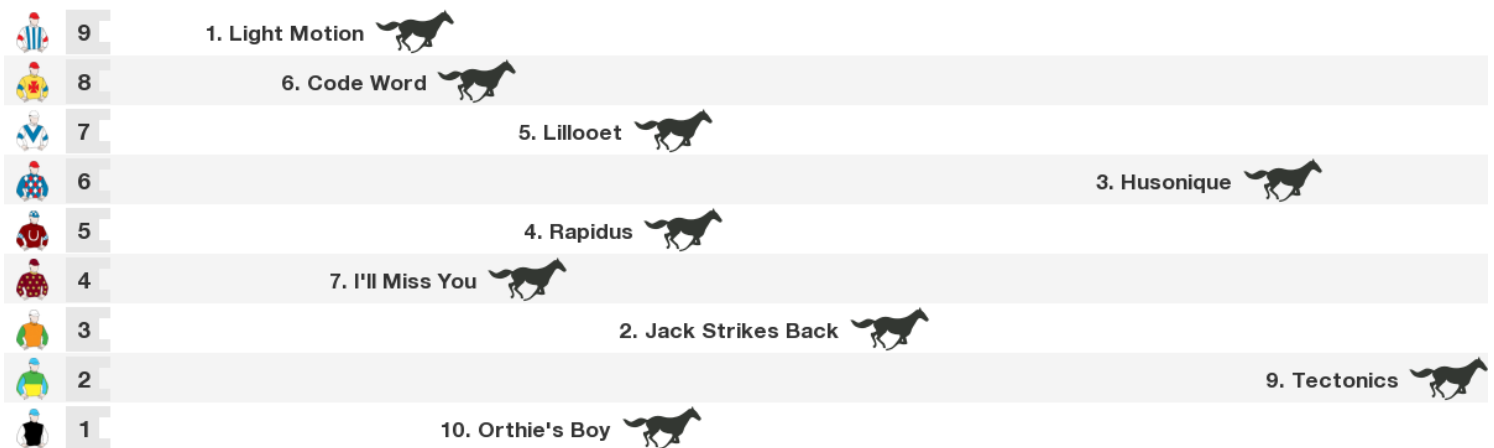 9 1. Light Motion
8 6. Code Word
7 5. Lillooet
6 3. Husonique
5 4. Rapidus
4 7. I'll Miss You
3 2. Jack Strikes Back
2 9. Tectonics
1 10. Orthie's Boy